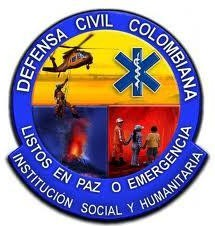 DEFENSA CIVIL COLOMBIANA
LISTOS EN PAZ O EMERGENCIA
INSTITUCIÓN SOCIAL Y HUMANITARIA